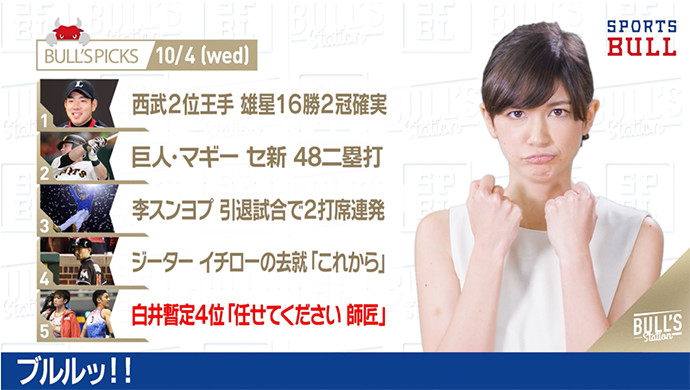 BULL'S PICKS 10/4 (wed)
SPORTS
BULL
1 西武2位王手 雄星16勝2冠確実
2 巨人・マギー セ新 48二塁打
3 李スンヨプ 引退試合で2打席連発
4 ジーター イチローの去就「これから」
5 白井暫定4位「任せてください 師匠」
BULL'S
Station
ブルルッ!!